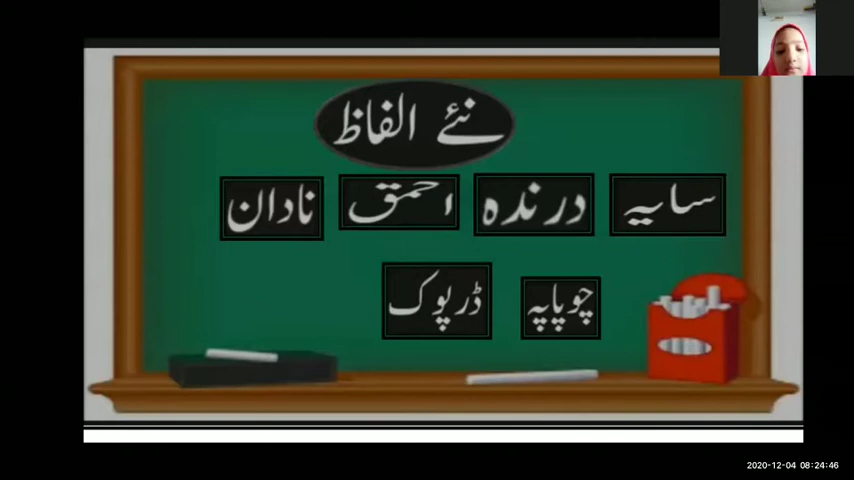 نئے الفاظ
سایہ درندہ احمق نادان
چوپایہ ڈرپوک
2020-12-04 08:24:46